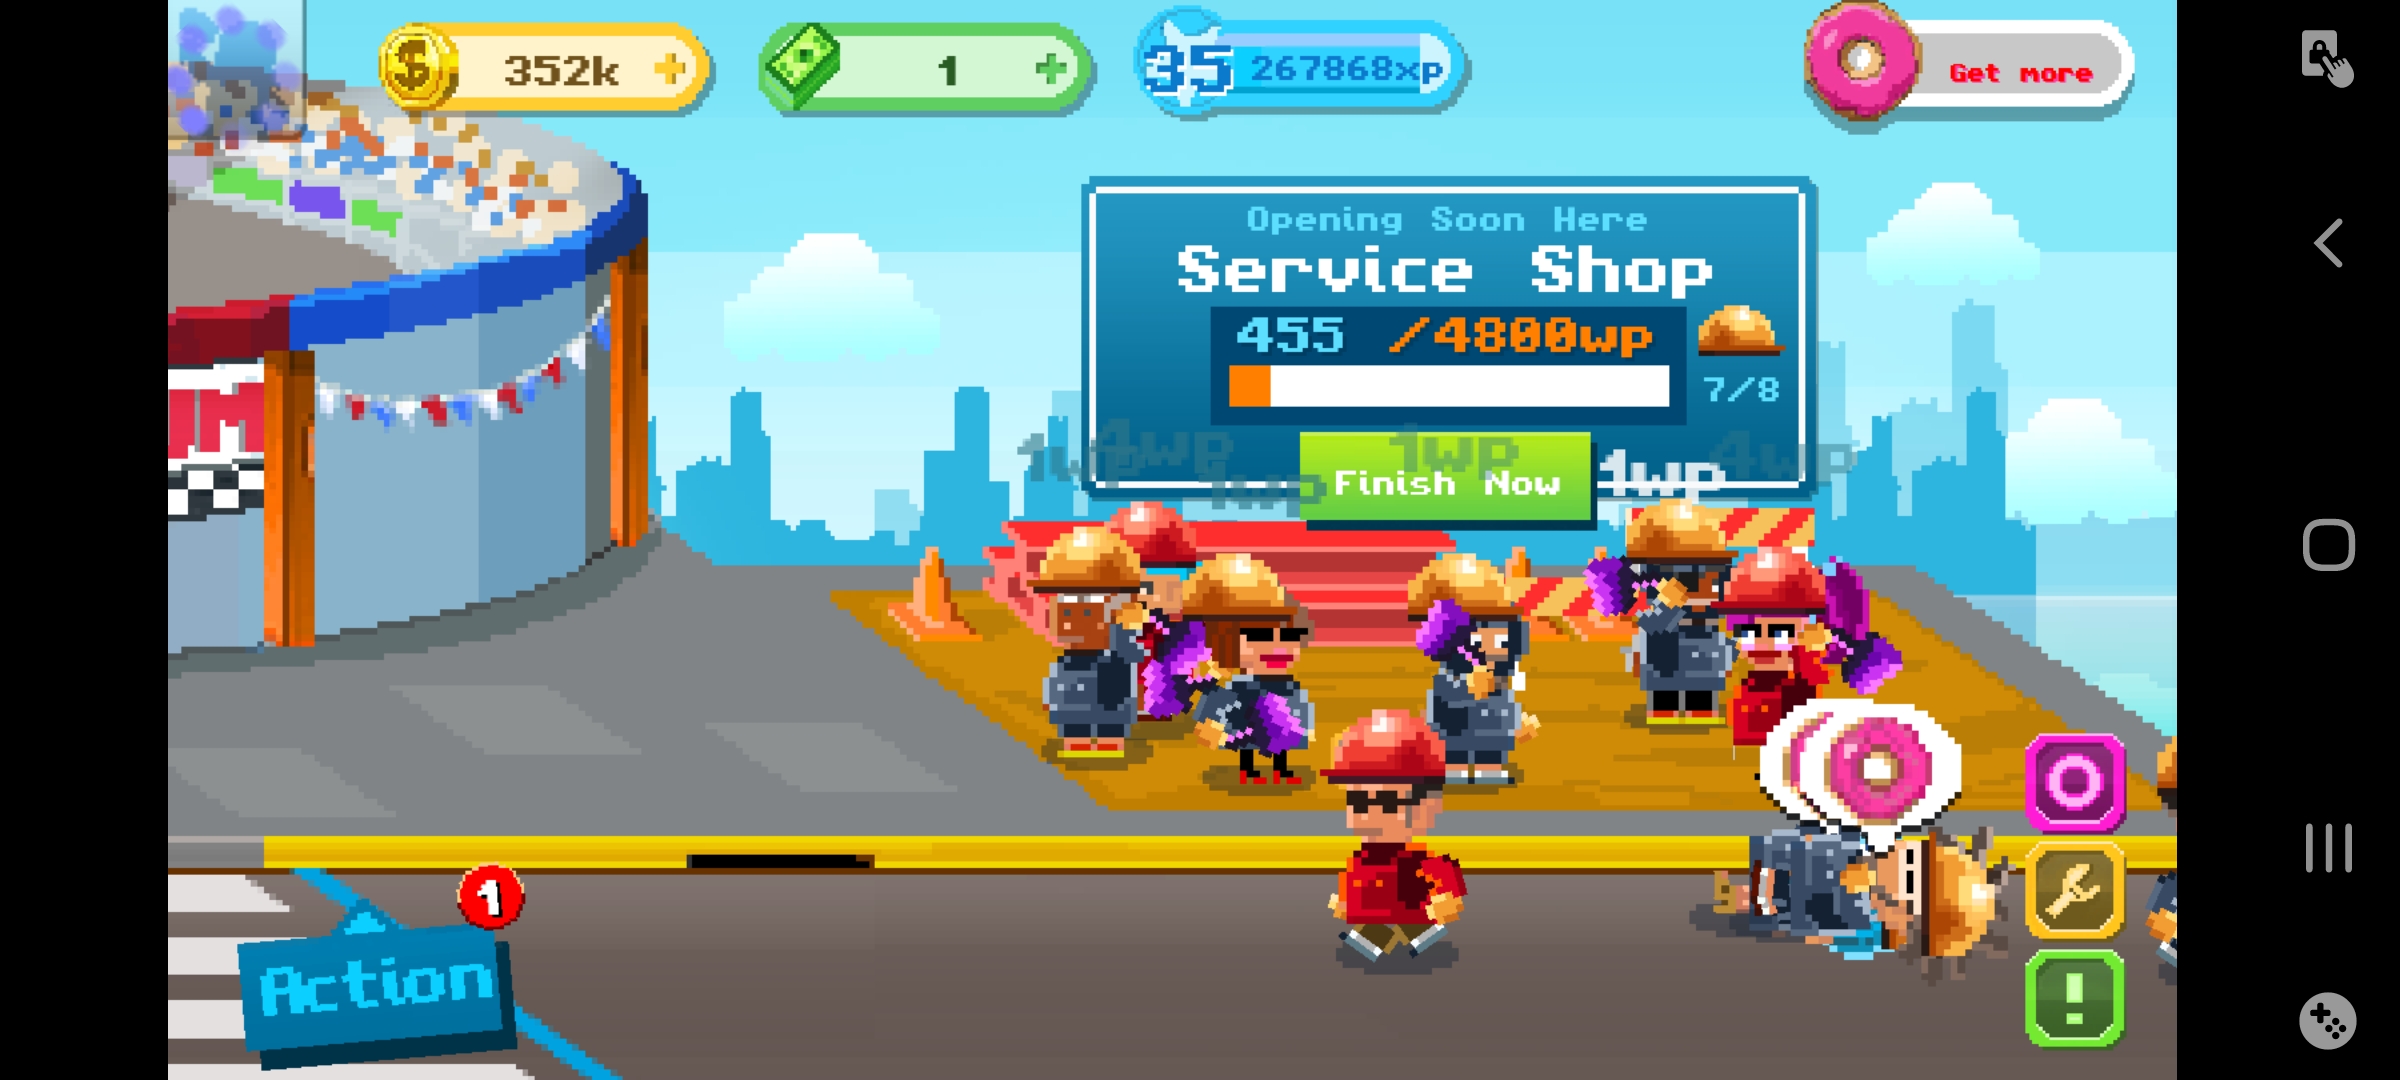 352k
1
35
267868xp
Get more
Opening Soon Here
Service Shop
455 /4800wp
7/8
1wp
4wp
1wp
1wp
1wp
4wp
Finish Now
1
Action